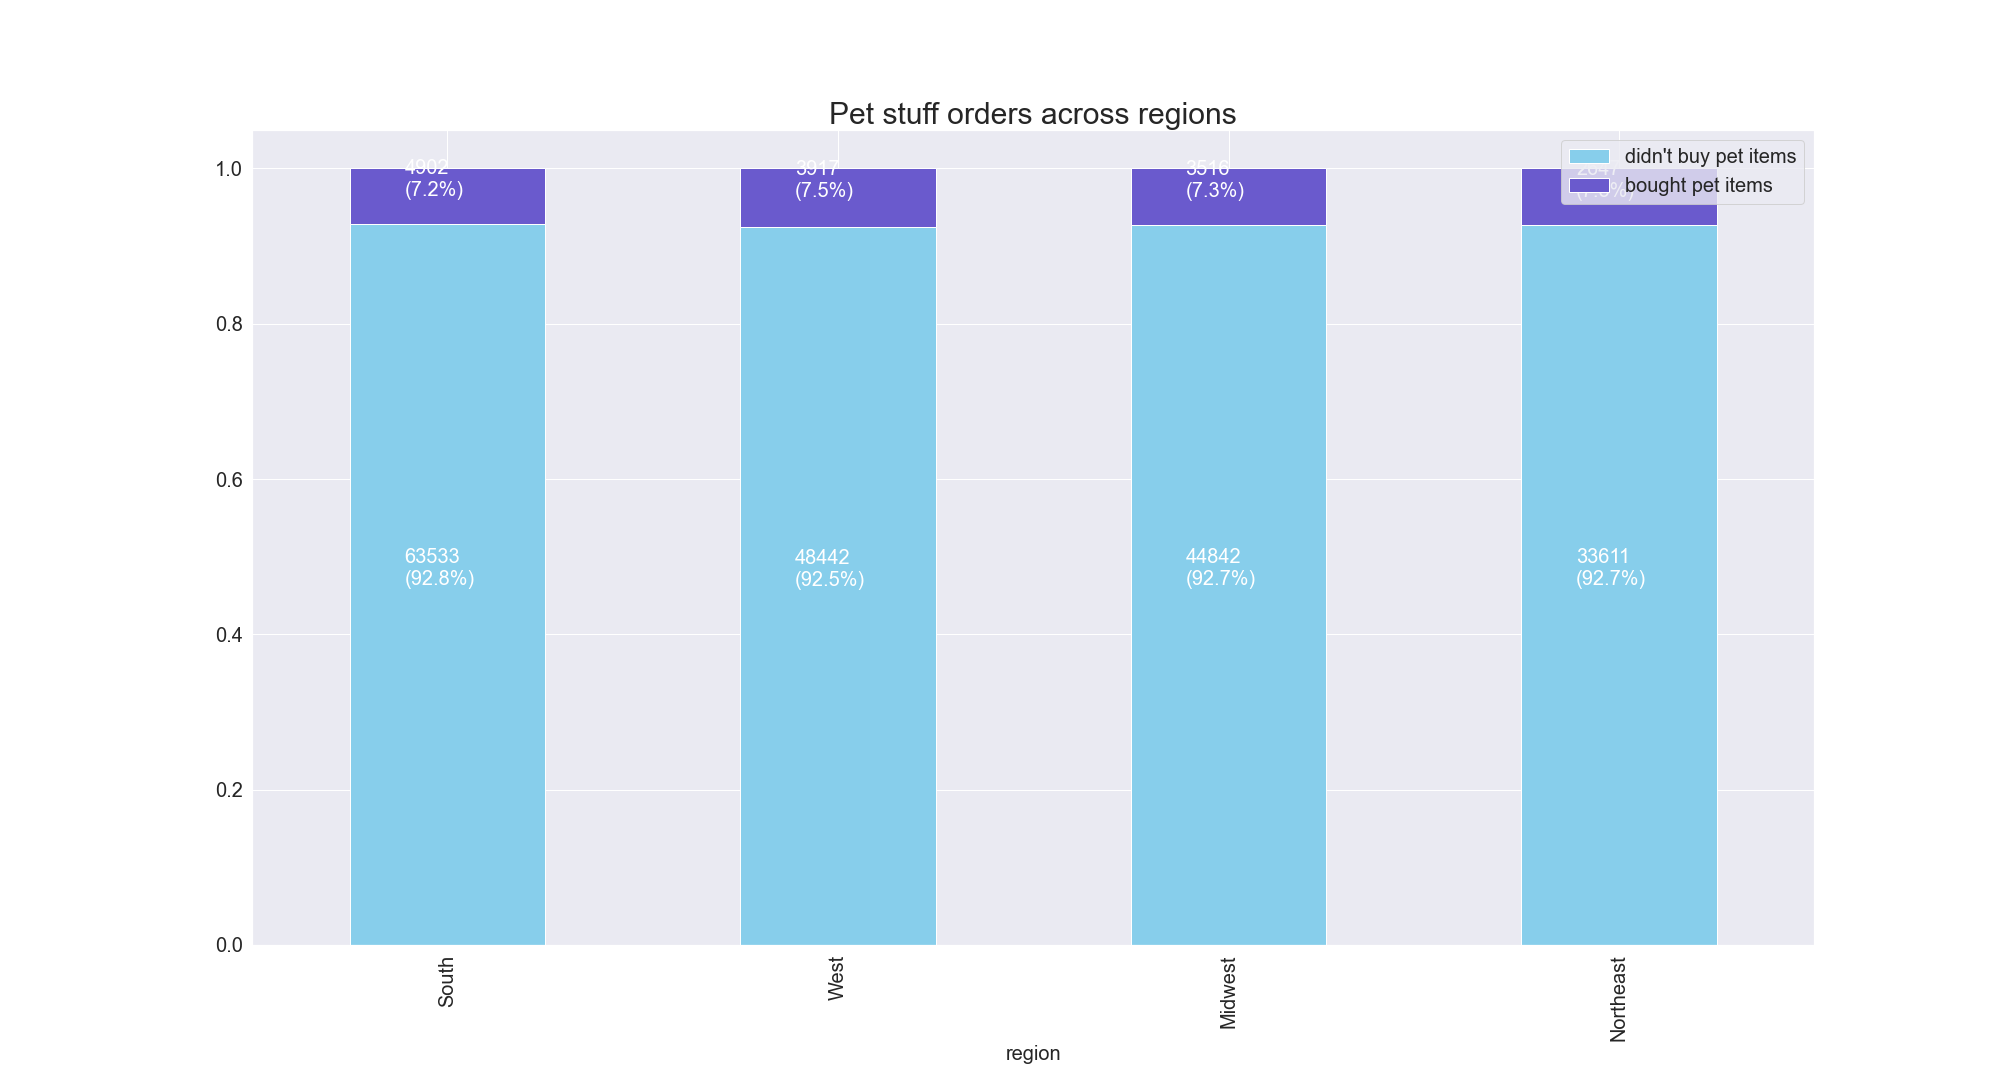 Pet stuff orders across regions
didn't buy pet items
bought pet items
1.0
0.8
0.6
0.4
0.2
0.0
4902
(7.2%)
3917
(7.5%)
3516
(7.3%)
63533
(92.8%)
48442
(92.5%)
44842
(92.7%)
33611
(92.7%)
South
West
Midwest
Northeast
region